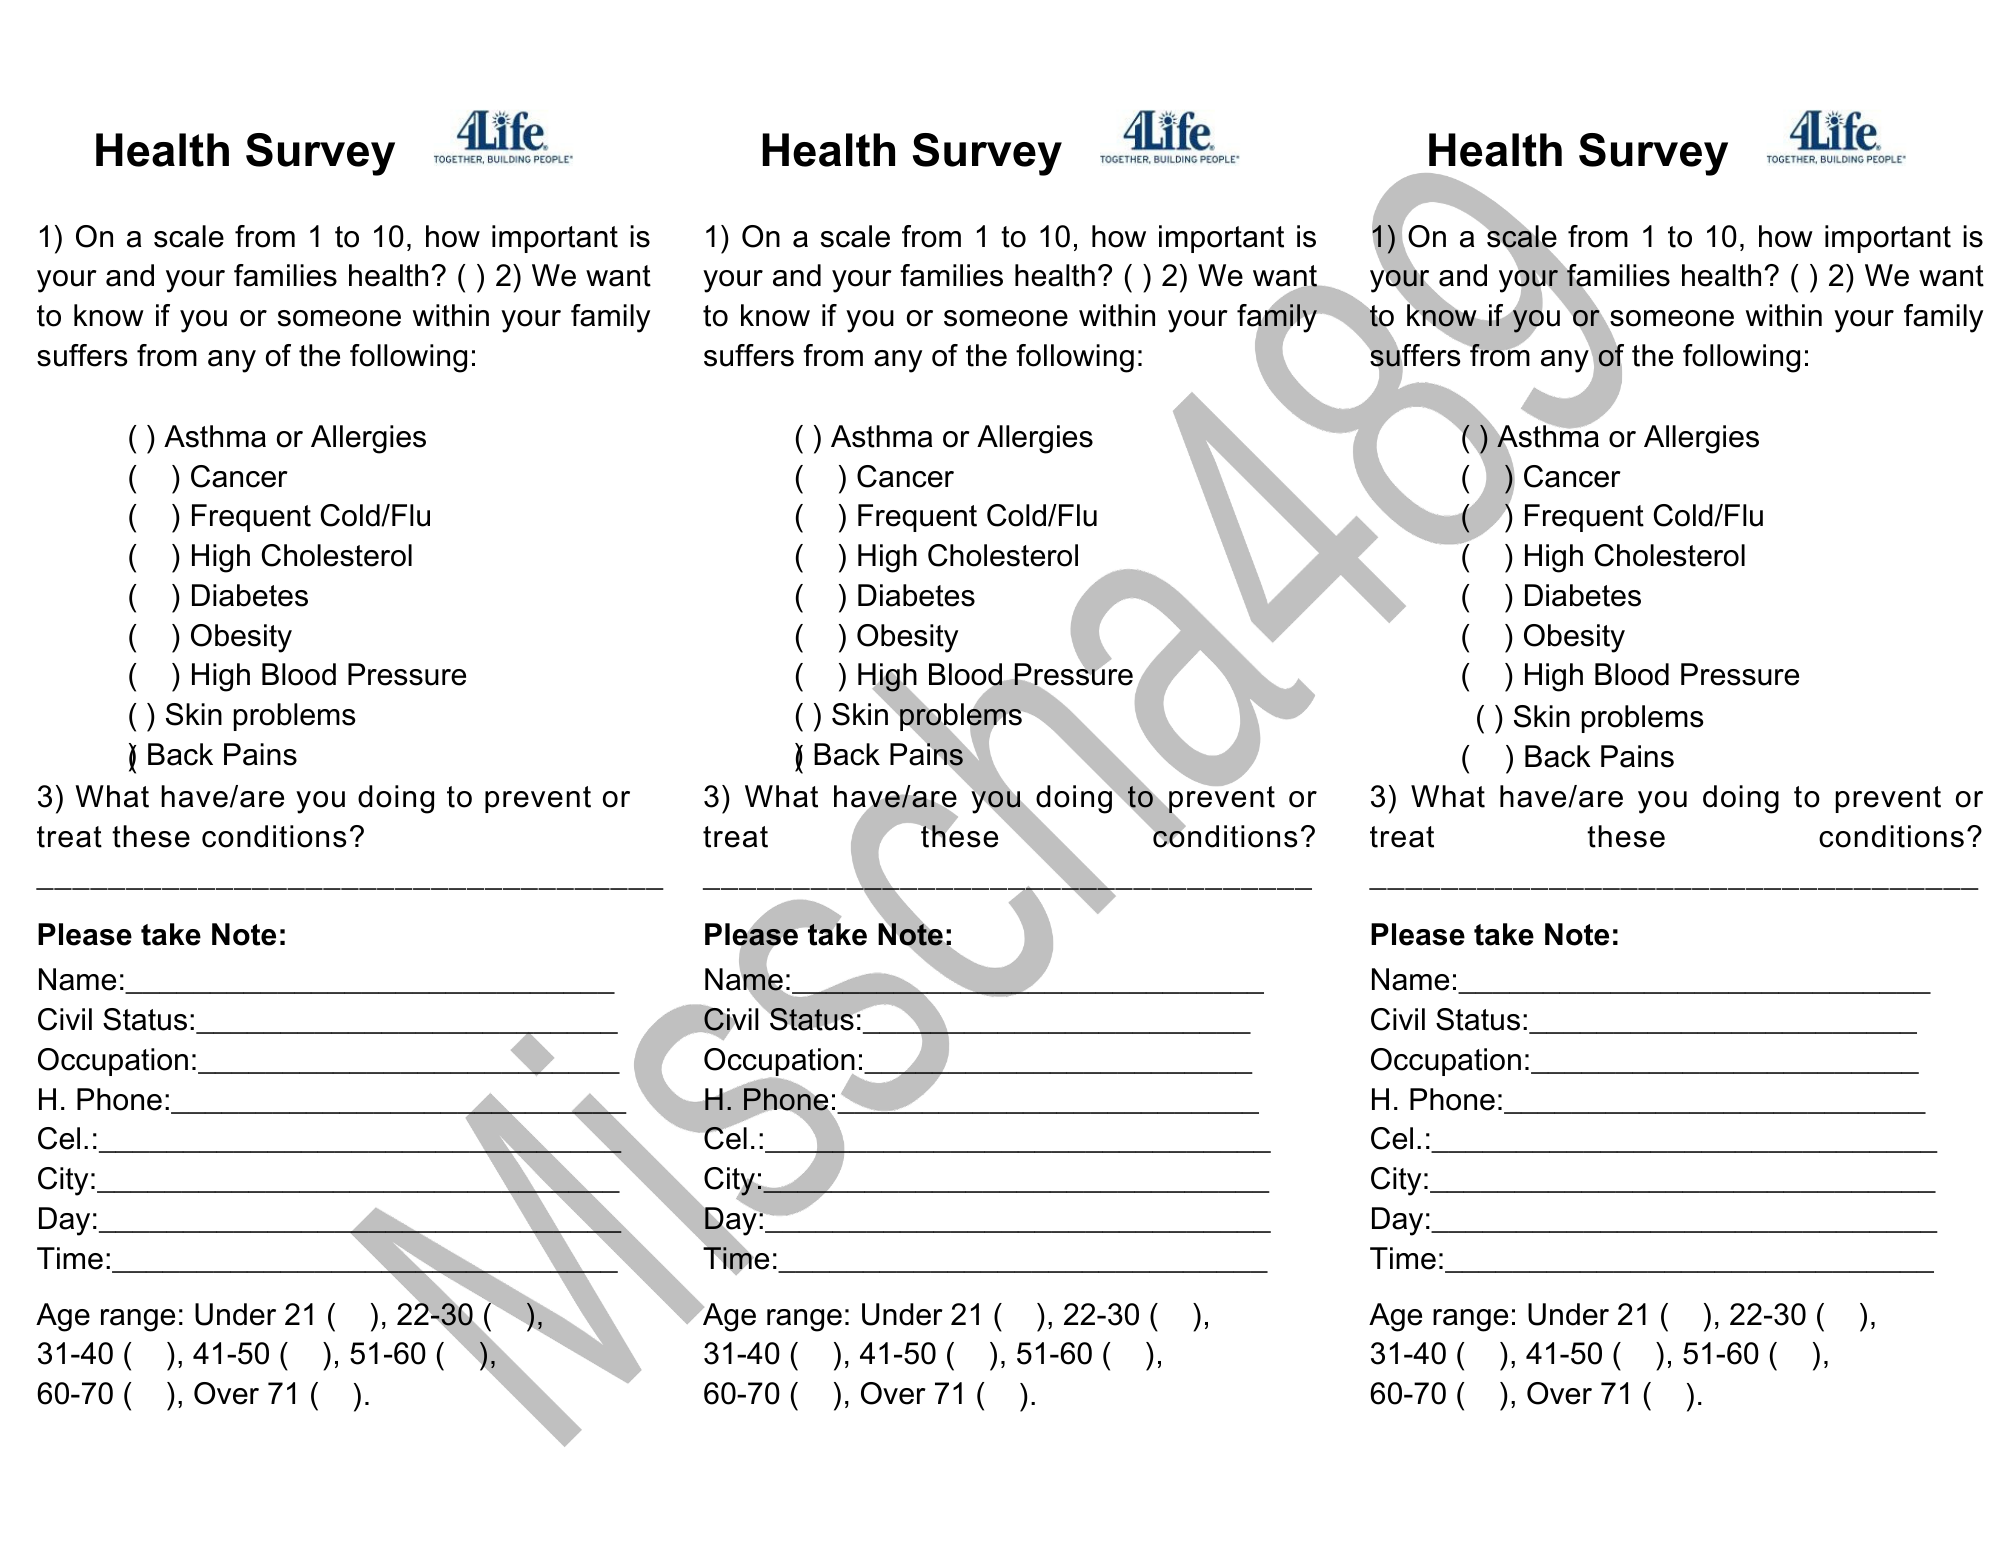 Health Survey
4Life®
TOGETHER, BUILDING PEOPLE®
1) On a scale from 1 to 10, how important is
your and your families health? ( ) 2) We want
to know if you or someone within your family
suffers from any of the following:
( ) Asthma or Allergies
( ) Cancer
( ) Frequent Cold/Flu
( ) High Cholesterol
( ) Diabetes
( ) Obesity
( ) High Blood Pressure
( ) Skin problems
( ) Back Pains
3) What have/are you doing to prevent or
treat these conditions?
___________________________________
Please take Note:
Name:_____________________________
Civil Status:_________________________
Occupation:_________________________
H. Phone:___________________________
Cel.:_______________________________
City:_______________________________
Day:_______________________________
Time:______________________________
Age range: Under 21 ( ), 22-30 ( ),
31-40 ( ), 41-50 ( ), 51-60 ( ),
60-70 ( ), Over 71 ( ).
Health Survey
4Life®
TOGETHER, BUILDING PEOPLE®
1) On a scale from 1 to 10, how important is
your and your families health? ( ) 2) We want
to know if you or someone within your family
suffers from any of the following:
( ) Asthma or Allergies
( ) Cancer
( ) Frequent Cold/Flu
( ) High Cholesterol
( ) Diabetes
( ) Obesity
( ) High Blood Pressure
( ) Skin problems
( ) Back Pains
3) What have/are you doing to prevent or
treat these conditions?
__________________________________
Please take Note:
Name:____________________________
Civil Status:_______________________
Occupation:_______________________
H. Phone:_________________________
Cel.:______________________________
City:______________________________
Day:______________________________
Time:_____________________________
Age range: Under 21 ( ), 22-30 ( ),
31-40 ( ), 41-50 ( ), 51-60 ( ),
60-70 ( ), Over 71 ( ).
Health Survey
4Life®
TOGETHER, BUILDING PEOPLE®
1) On a scale from 1 to 10, how important is
your and your families health? ( ) 2) We want
to know if you or someone within your family
suffers from any of the following:
( ) Asthma or Allergies
( ) Cancer
( ) Frequent Cold/Flu
( ) High Cholesterol
( ) Diabetes
( ) Obesity
( ) High Blood Pressure
( ) Skin problems
( ) Back Pains
3) What have/are you doing to prevent or
treat these conditions?
__________________________________
Please take Note:
Name:____________________________
Civil Status:_______________________
Occupation:_______________________
H. Phone:_________________________
Cel.:______________________________
City:______________________________
Day:______________________________
Time:_____________________________
Age range: Under 21 ( ), 22-30 ( ),
31-40 ( ), 41-50 ( ), 51-60 ( ),
60-70 ( ), Over 71 ( ).
Misscha489